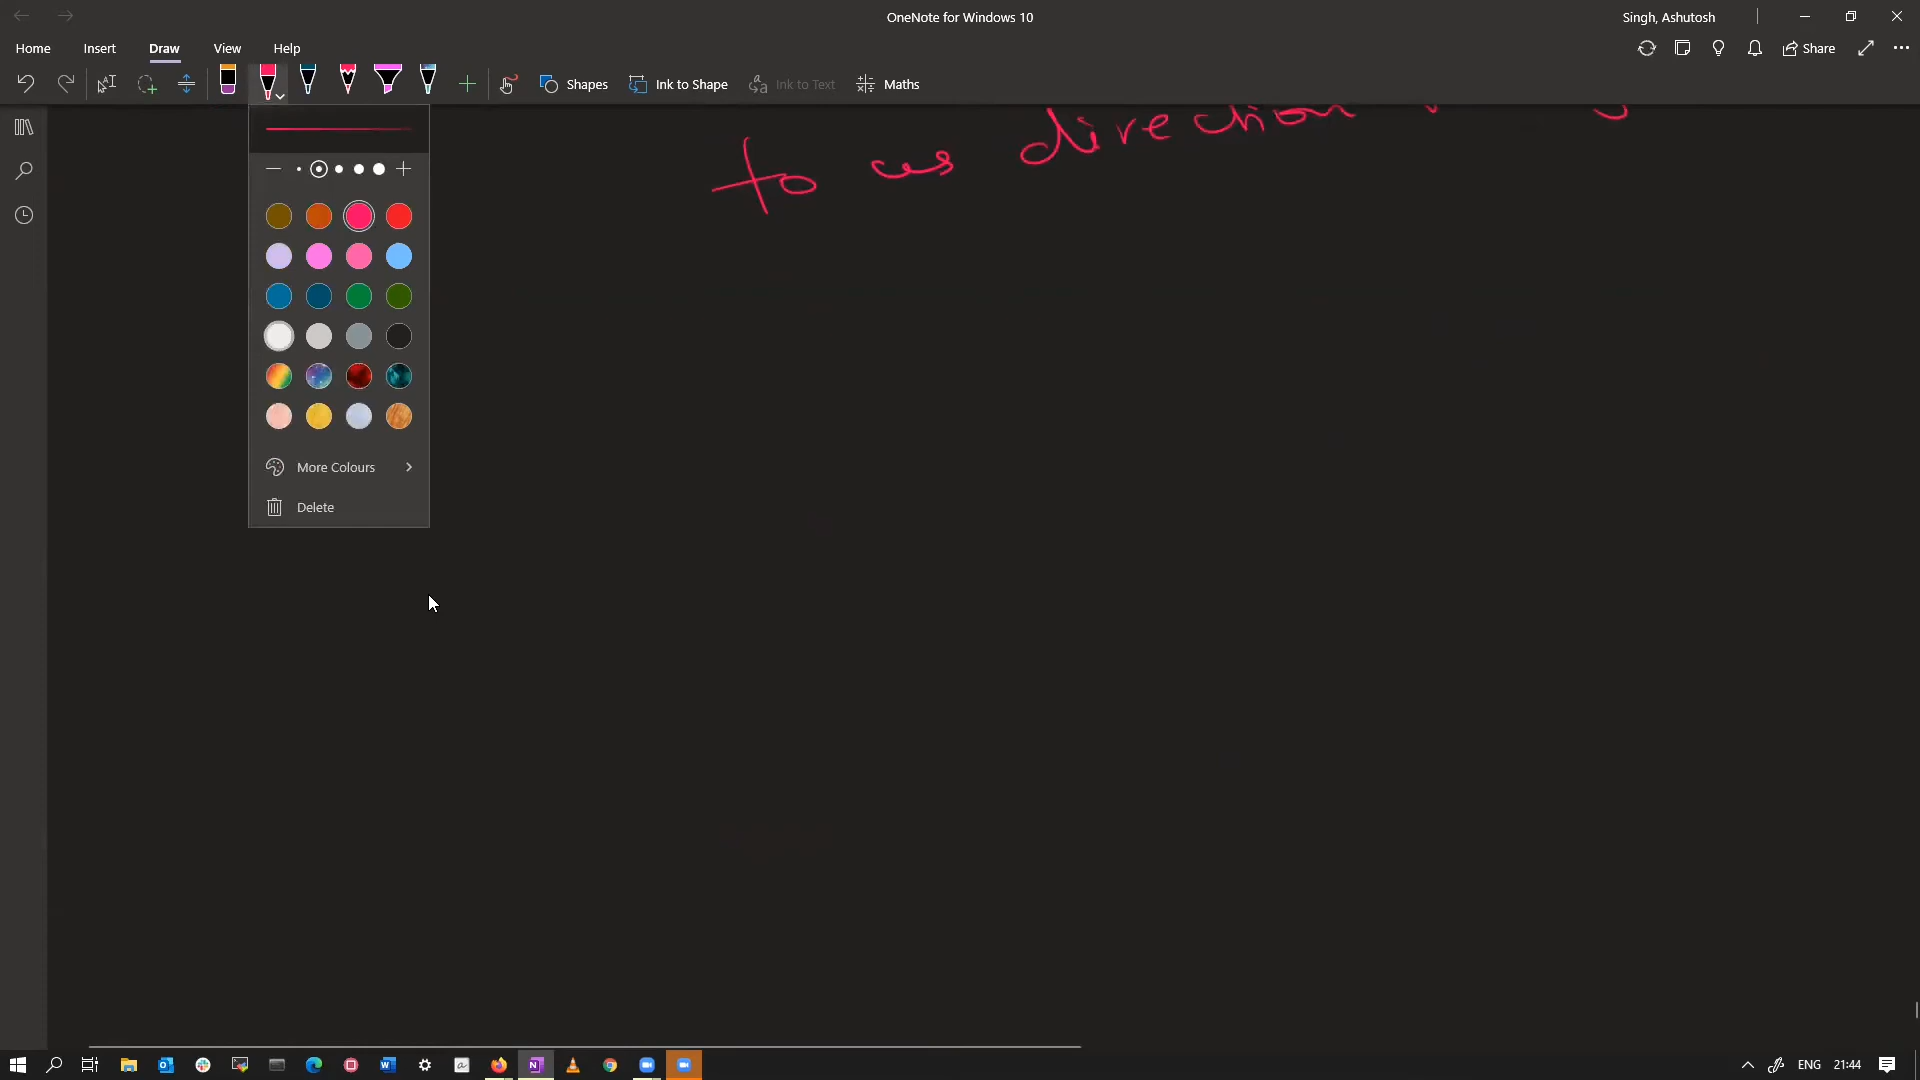 OneNote for Windows 10
Singh, Ashutosh
Home Insert Draw View Help
Share
Shapes Ink to Shape Ink to Text Maths
to us direction
More Colours
Delete
ENG 21:44